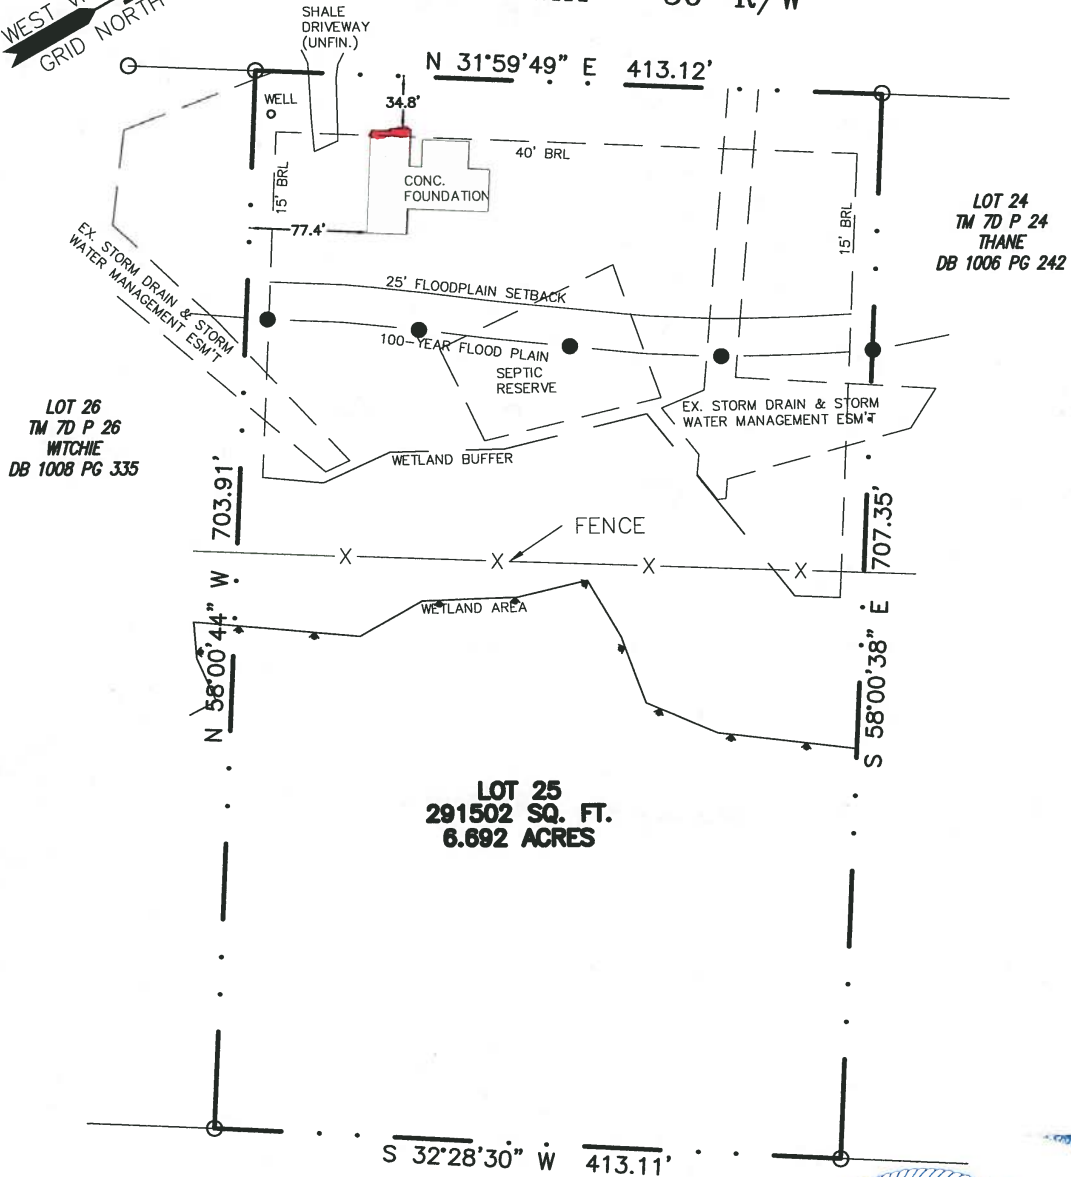 50' R/W
WEST
GRID NORTH
SHALE
DRIVEWAY
(UNFIN.)
N 31°59'49" E 413.12'
WELL
34.8'
40' BRL
15' BRL
CONC.
FOUNDATION
77.4'
15' BRL
LOT 24
TM 7D P 24
THANE
DB 1006 PG 242
EX. STORM DRAIN & STORM
WATER MANAGEMENT ESM'T
25' FLOODPLAIN SETBACK
100-YEAR FLOOD PLAIN
SEPTIC
RESERVE
EX. STORM DRAIN & STORM
WATER MANAGEMENT ESM'T
LOT 26
TM 7D P 26
WITCHIE
DB 1008 PG 335
WETLAND BUFFER
N 58°00'44" W 703.91'
FENCE
X X X X
S 58°00'38" E 707.35'
WETLAND AREA
LOT 25
291502 SQ. FT.
6.692 ACRES
S 32°28'30" W 413.11'